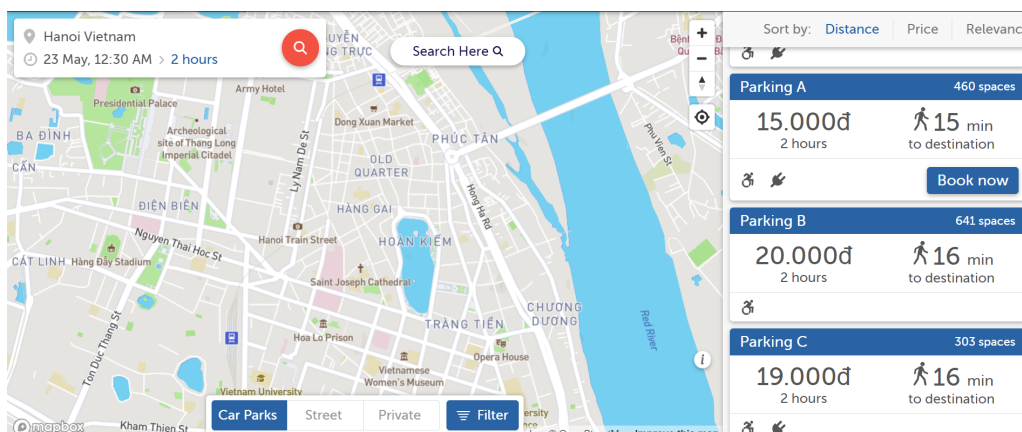 Hanoi Vietnam
23 May, 12:30 AM > 2 hours
Search Here
Sort by: Distance Price Relevanc
Parking A 460 spaces
15.000đ 15 min
2 hours to destination
Book now
Parking B 641 spaces
20.000đ 16 min
2 hours to destination
Parking C 303 spaces
19.000đ 16 min
2 hours to destination
Army Hotel
Presidential Palace
Dong Xuan Market
BA ĐÌNH
Archeological
site of Thang Long
Imperial Citadel
Ly Nam De St
PHÚC TÂN
Phu Vien St
CẤN
OLD
QUARTER
Hong Ha Rd
ĐIỆN BIÊN
HÀNG GAI
Nguyen Thai Hoc St
Hanoi Train Street
HOÀN KIẾM
CÁT LINH
Hàng Đẫy Stadium
Saint Joseph Cathedral
CHƯƠNG
DƯƠNG
TRÀNG TIỀN
Red River
Ton Duc Thang St
Hoa Lo Prison
Opera House
Vietnamese
Women's Museum
Vietnam University
Car Parks Street Private Filter
mapbox
Kham Thien St